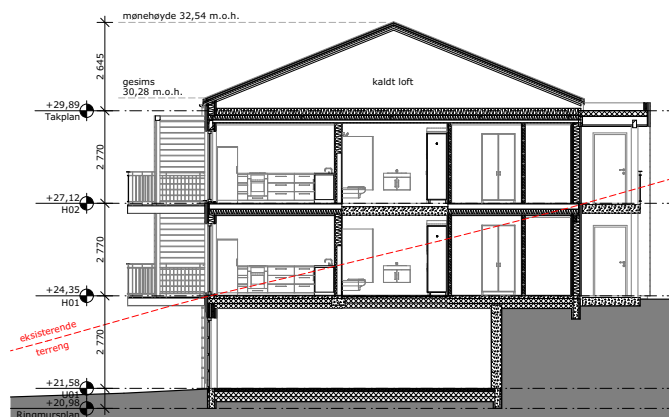 mønehøyde 32,54 m.o.h.
2 645
gesims
30,28 m.o.h.
kaldt loft
+29,89
Takplan
2 770
+27,12
H02
2 770
+24,35
H01
eksisterende
terreng
2 770
+21,58
U01
+20,98
Ringmursplan